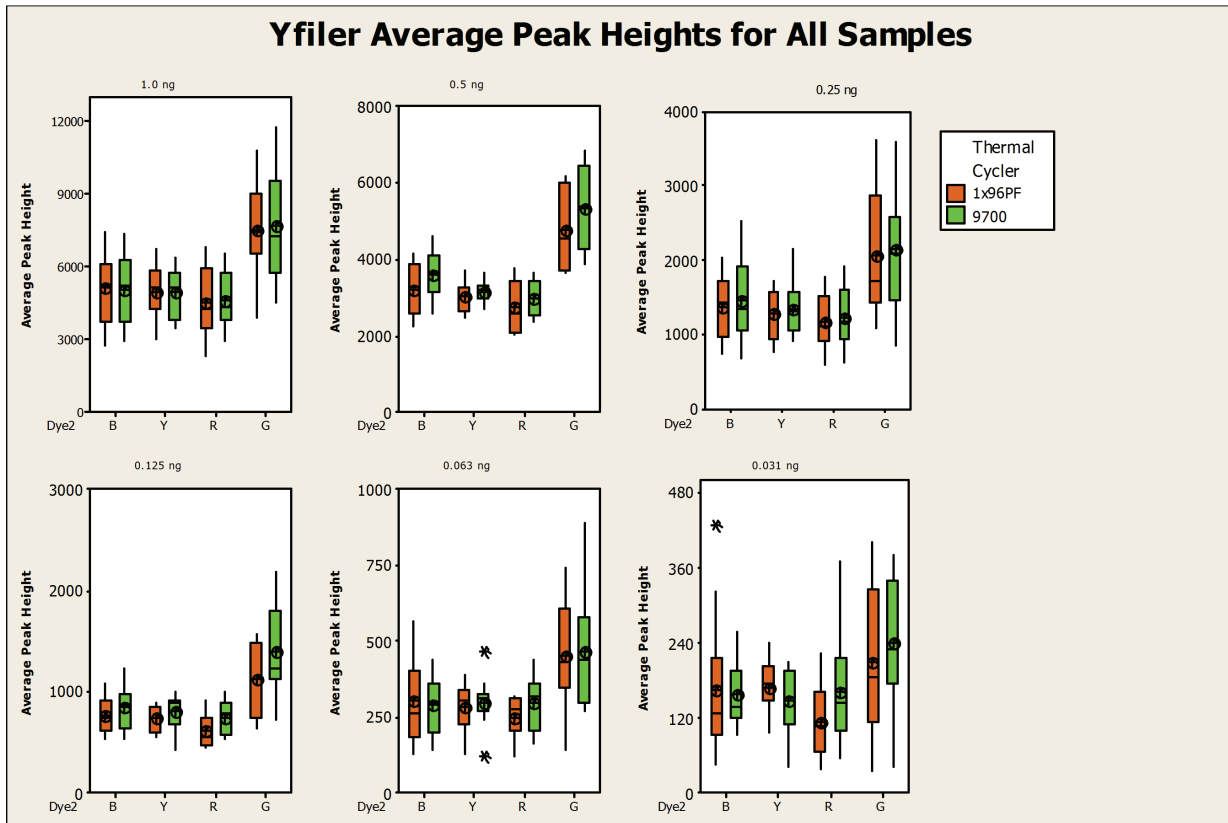 Yfiler Average Peak Heights for All Samples
1.0 ng
Average Peak Height
12000
9000
6000
3000
0
Dye2 B Y R G
0.5 ng
Average Peak Height
8000
6000
4000
2000
0
Dye2 B Y R G
0.25 ng
Average Peak Height
4000
3000
2000
1000
0
Dye2 B Y R G
Thermal
Cycler
1x96PF
9700
0.125 ng
Average Peak Height
3000
2000
1000
0
Dye2 B Y R G
0.063 ng
Average Peak Height
1000
750
500
250
0
Dye2 B Y R G
0.031 ng
Average Peak Height
480
360
240
120
0
Dye2 B Y R G